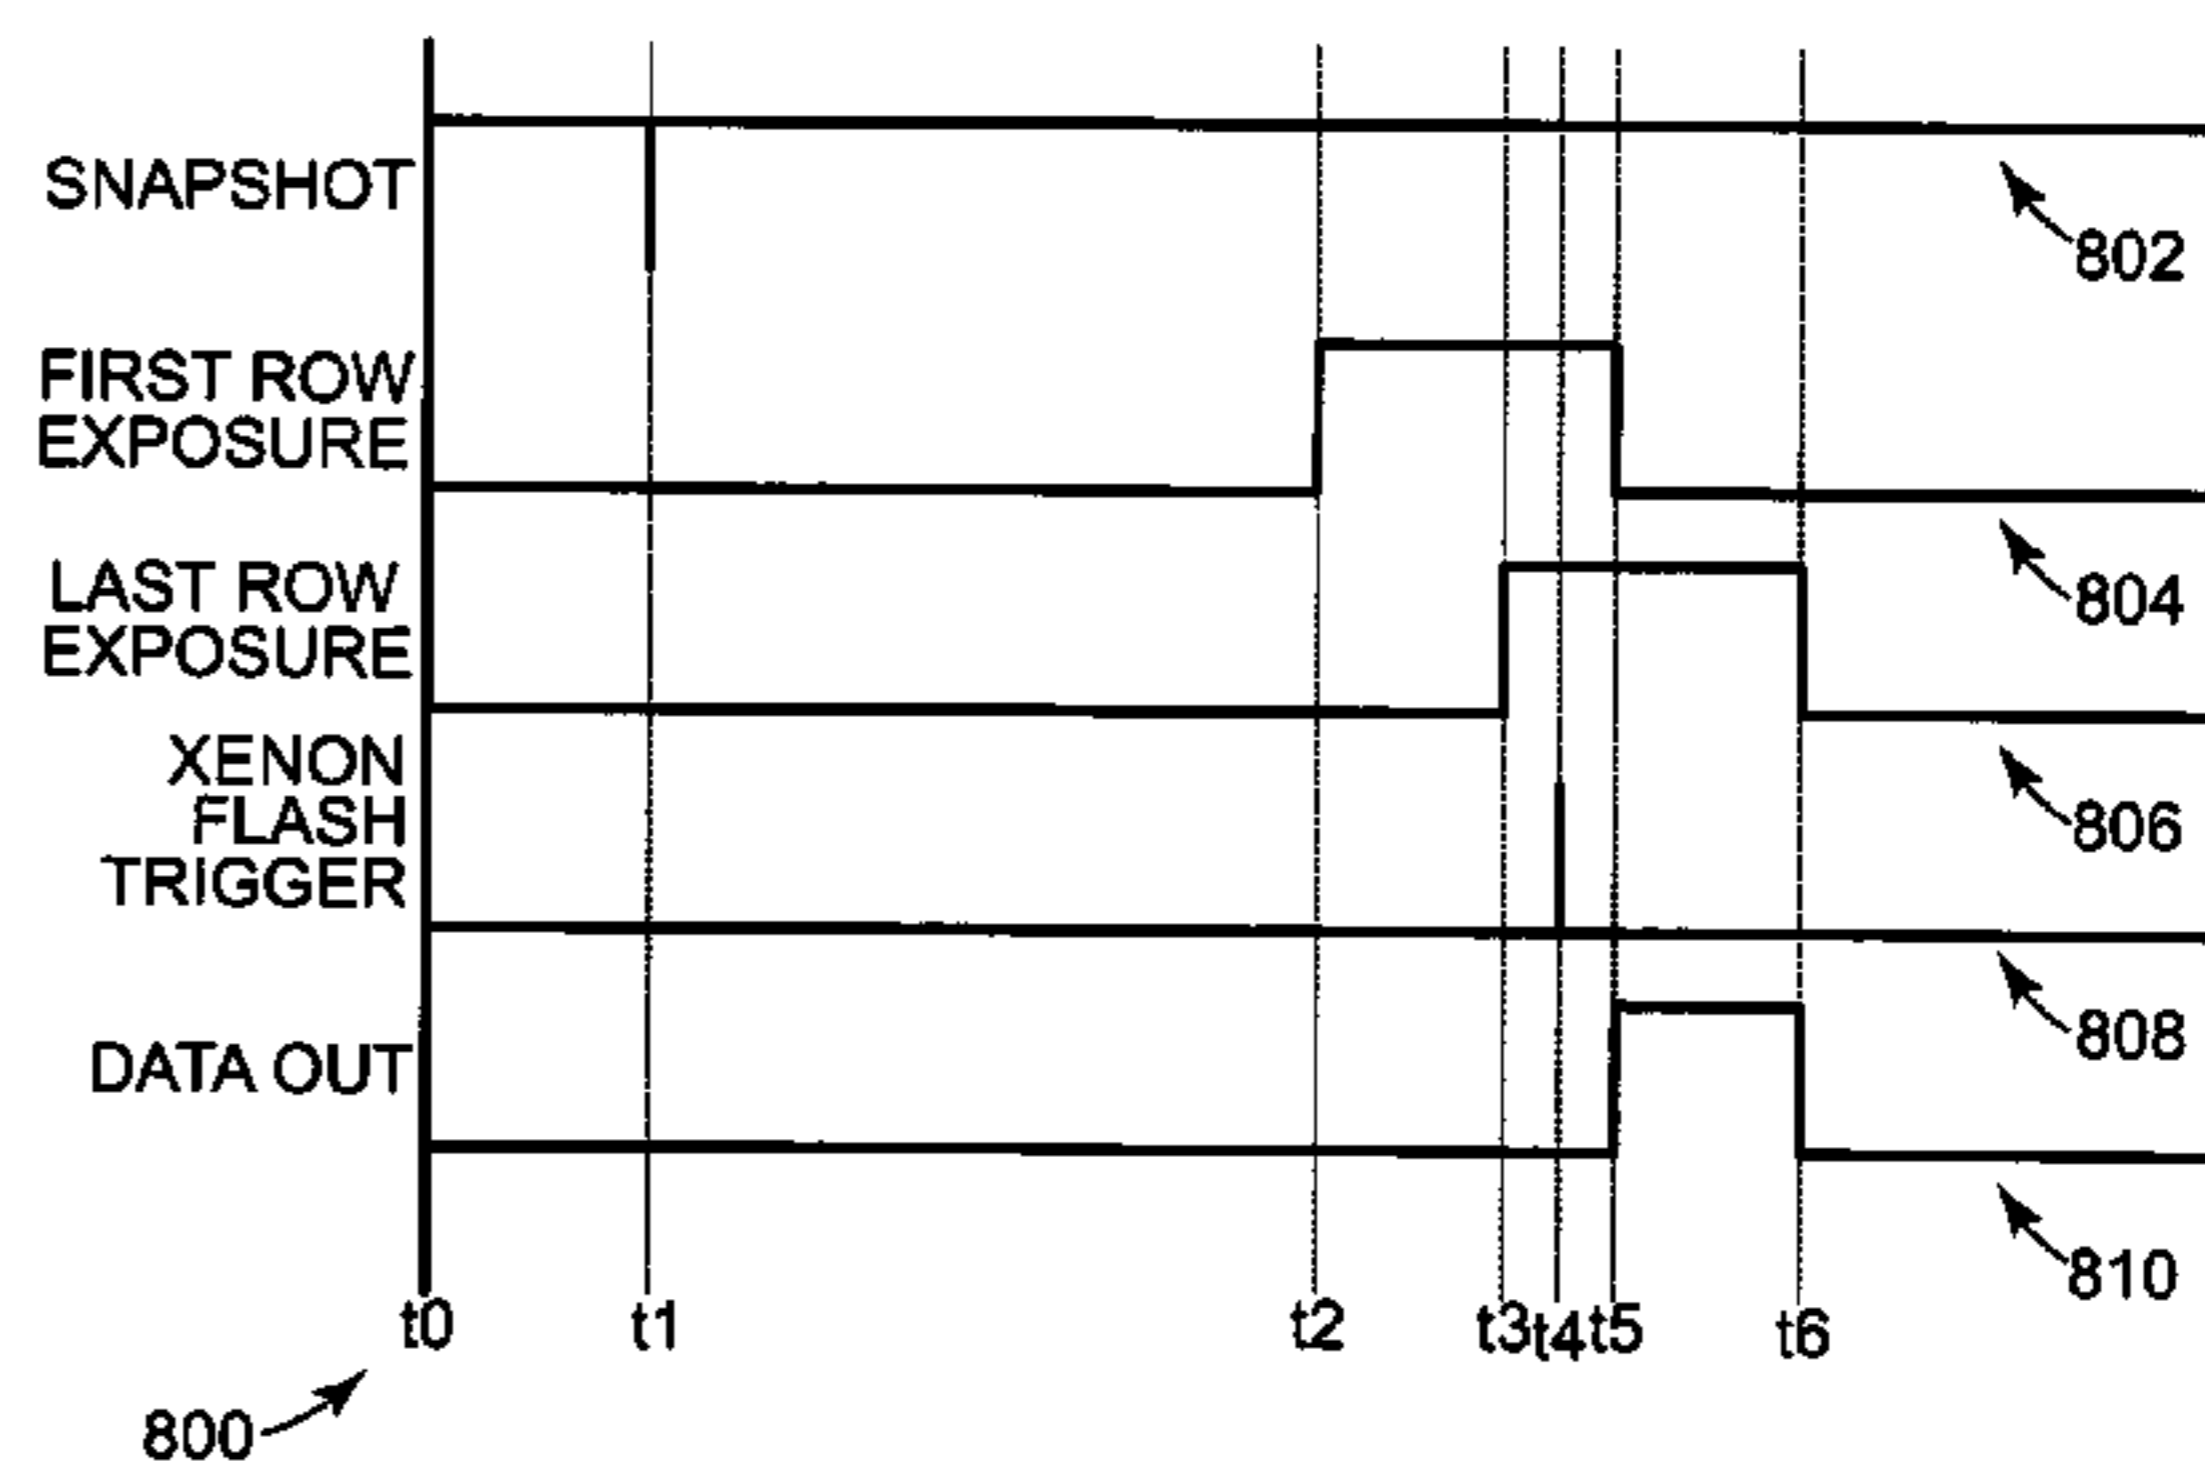 SNAPSHOT
802
FIRST ROW
EXPOSURE
804
LAST ROW
EXPOSURE
806
XENON
FLASH
TRIGGER
808
DATA OUT
810
t0 t1 t2 t3 t4 t5 t6
800